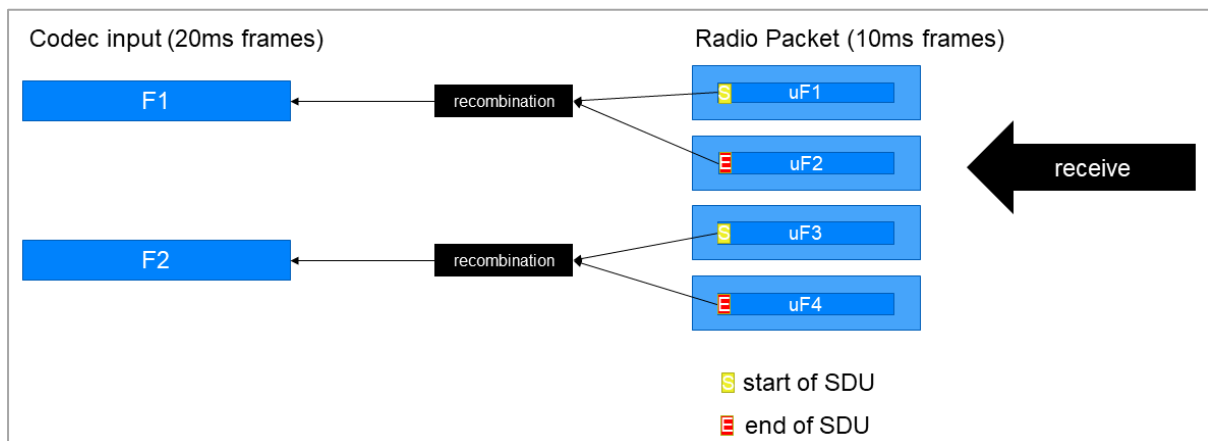 Codec input (20ms frames)
Radio Packet (10ms frames)
F1
recombination
S
uF1
E
uF2
receive
F2
recombination
S
uF3
E
uF4
S start of SDU
E end of SDU